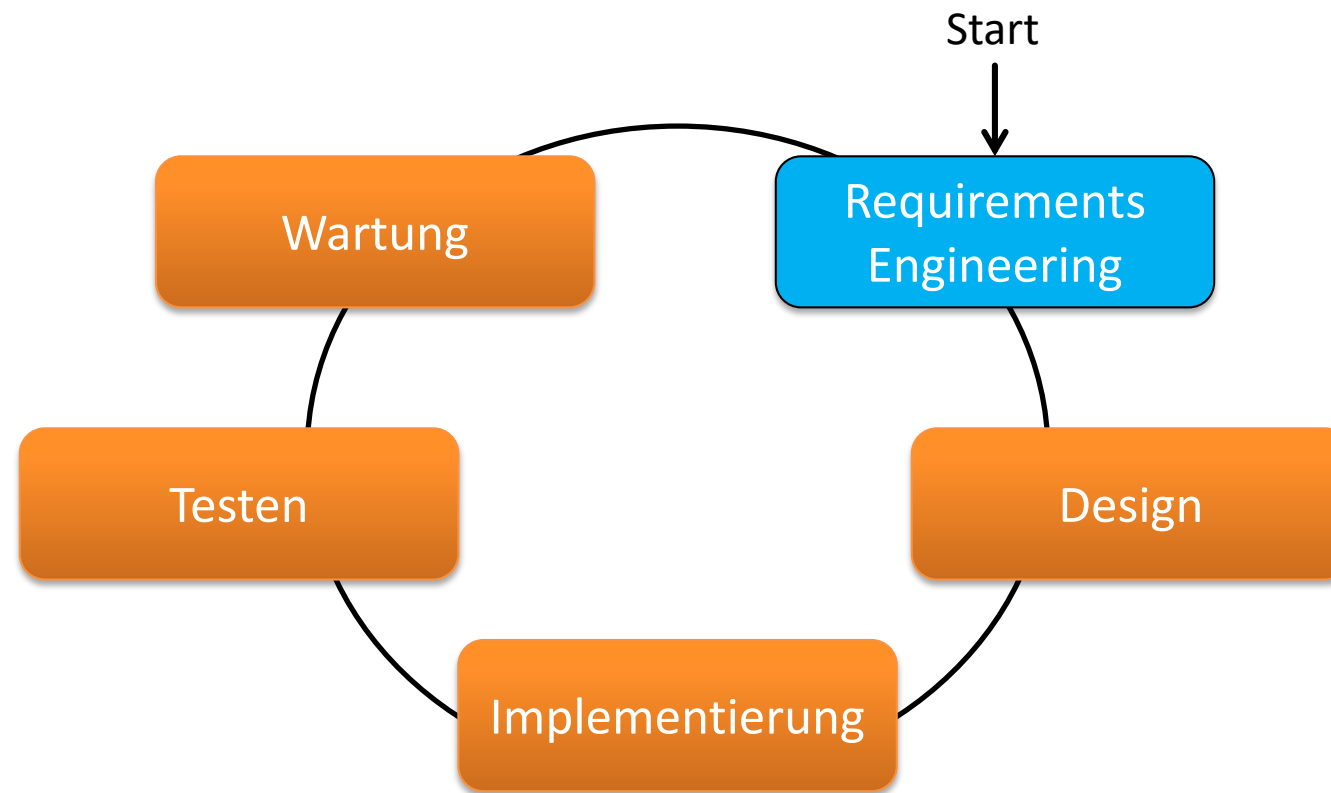 Start
Requirements
Engineering
Wartung
Testen
Design
Implementierung